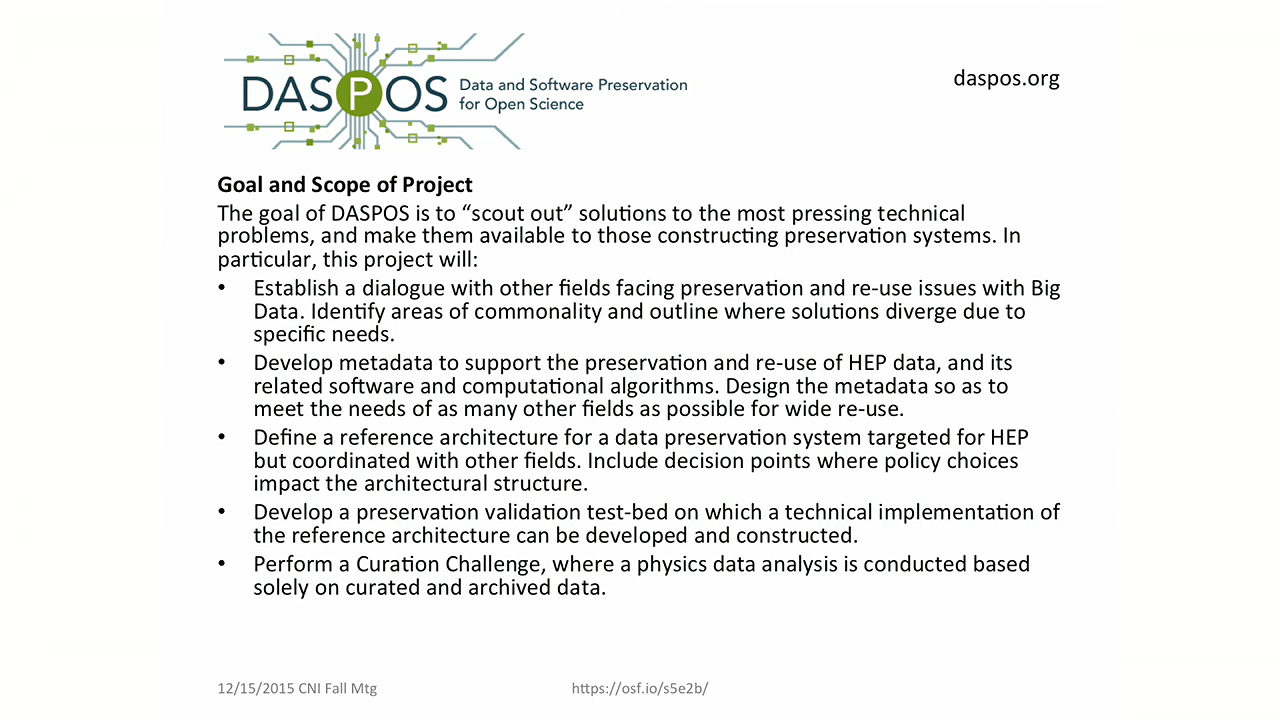 DASPOS
Data and Software Preservation
for Open Science
daspos.org
Goal and Scope of Project
The goal of DASPOS is to “scout out” solutions to the most pressing technical
problems, and make them available to those constructing preservation systems. In
particular, this project will:
• Establish a dialogue with other fields facing preservation and re-use issues with Big
Data. Identify areas of commonality and outline where solutions diverge due to
specific needs.
• Develop metadata to support the preservation and re-use of HEP data, and its
related software and computational algorithms. Design the metadata so as to
meet the needs of as many other fields as possible for wide re-use.
• Define a reference architecture for a data preservation system targeted for HEP
but coordinated with other fields. Include decision points where policy choices
impact the architectural structure.
• Develop a preservation validation test-bed on which a technical implementation of
the reference architecture can be developed and constructed.
• Perform a Curation Challenge, where a physics data analysis is conducted based
solely on curated and archived data.
12/15/2015 CNI Fall Mtg
https://osf.io/s5e2b/